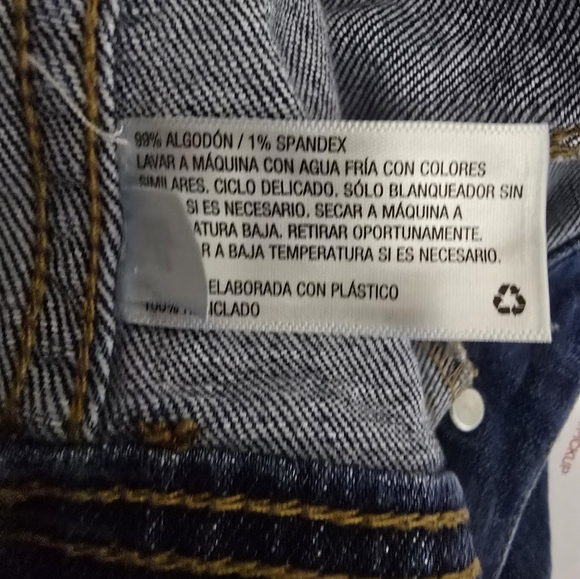 99% ALGODÓN / 1% SPANDEX
LAVAR A MÁQUINA CON AGUA FRÍA CON COLORES
SIMILARES. CICLO DELICADO. SÓLO BLANQUEADOR SIN
SI ES NECESARIO. SECAR A MÁQUINA A
ATURA BAJA. RETIRAR OPORTUNAMENTE.
R A BAJA TEMPERATURA SI ES NECESARIO.
ELABORADA CON PLÁSTICO
100% ICLADO